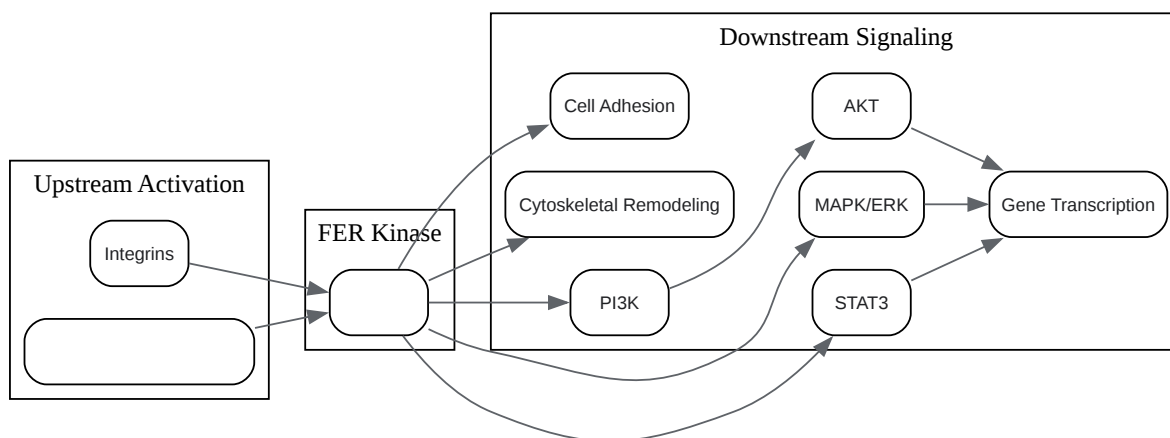 Downstream Signaling
Cell Adhesion
AKT
Upstream Activation
Cytoskeletal Remodeling
MAPK/ERK
Gene Transcription
FER Kinase
Integrins
PI3K
STAT3